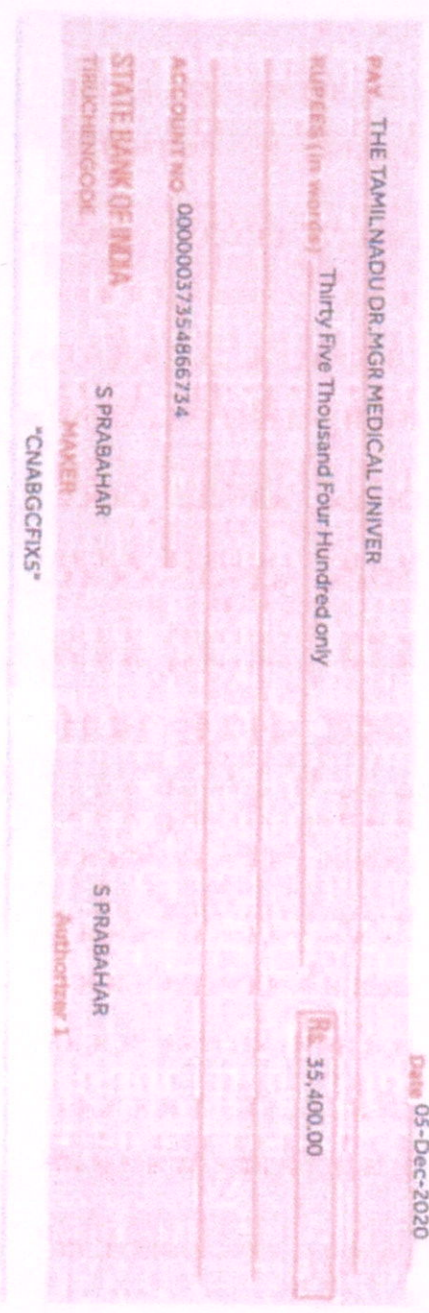 Date 05-Dec-2020
PAY THE TAMILNADU DR.MGR MEDICAL UNIVER
RUPEES (in words) Thirty Five Thousand Four Hundred only
Rs. 35,400.00
ACCOUNT NO. 00000037354866734
STATE BANK OF INDIA
TIRUCHENGODE
S PRABAHAR
MAKER
S PRABAHAR
Authorizer 1
"CNABGCFIX5"